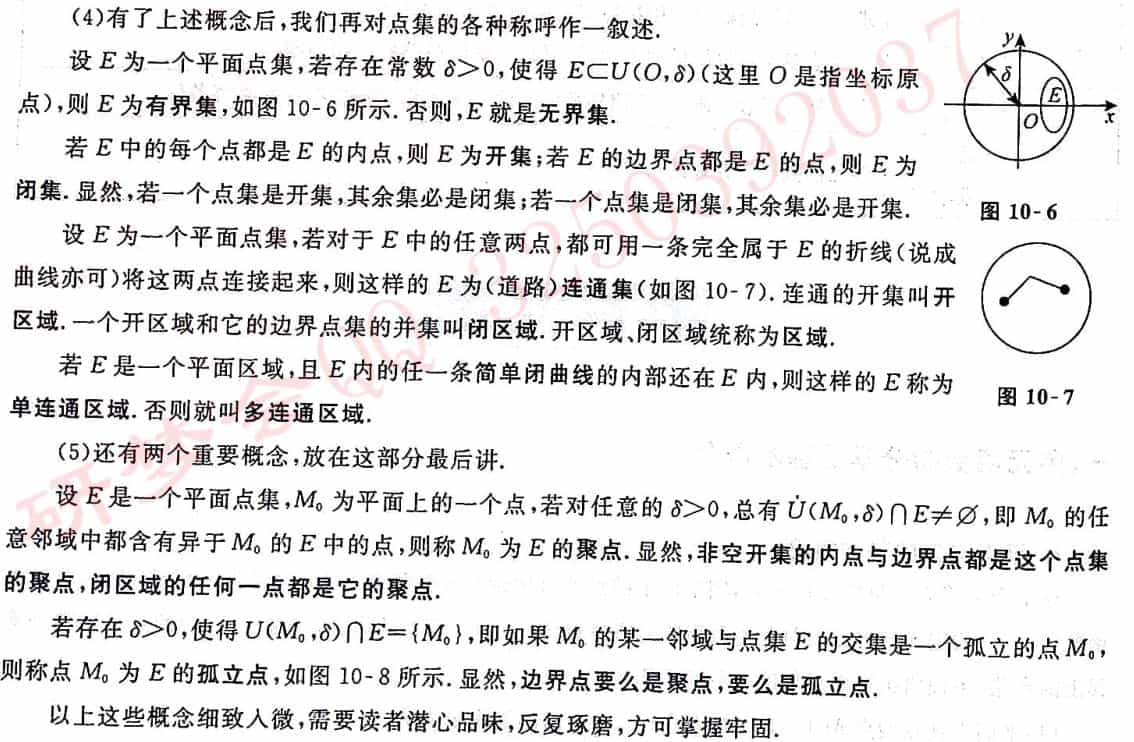 (4)有了上述概念后,我们再对点集的各种称呼作一叙述.
设 E 为一个平面点集,若存在常数 δ>0,使得 E⊂U(O,δ)(这里 O 是指坐标原
点),则 E 为有界集,如图 10-6 所示.否则,E 就是无界集.
若 E 中的每个点都是 E 的内点,则 E 为开集;若 E 的边界点都是 E 的点,则 E 为
闭集.显然,若一个点集是开集,其余集必是闭集;若一个点集是闭集,其余集必是开集.
y
δ
E
O
x
图 10-6
设 E 为一个平面点集,若对于 E 中的任意两点,都可用一条完全属于 E 的折线(说成
曲线亦可)将这两点连接起来,则这样的 E 为(道路)连通集(如图 10-7).连通的开集叫开
区域.一个开区域和它的边界点集的并集叫闭区域.开区域、闭区域统称为区域.
若 E 是一个平面区域,且 E 内的任一条简单闭曲线的内部还在 E 内,则这样的 E 称为
单连通区域.否则就叫多连通区域.
图 10-7
(5)还有两个重要概念,放在这部分最后讲.
设 E 是一个平面点集,M₀ 为平面上的一个点,若对任意的 δ>0,总有 U̇(M₀,δ)∩E≠∅,即 M₀ 的任
意邻域中都含有异于 M₀ 的 E 中的点,则称 M₀ 为 E 的聚点.显然,非空开集的内点与边界点都是这个点集
的聚点,闭区域的任何一点都是它的聚点.
若存在 δ>0,使得 U(M₀,δ)∩E={M₀},即如果 M₀ 的某一邻域与点集 E 的交集是一个孤立的点 M₀,
则称点 M₀ 为 E 的孤立点,如图 10-8 所示.显然,边界点要么是聚点,要么是孤立点.
以上这些概念细致入微,需要读者潜心品味,反复琢磨,方可掌握牢固.
研梦会QQ 3250392037